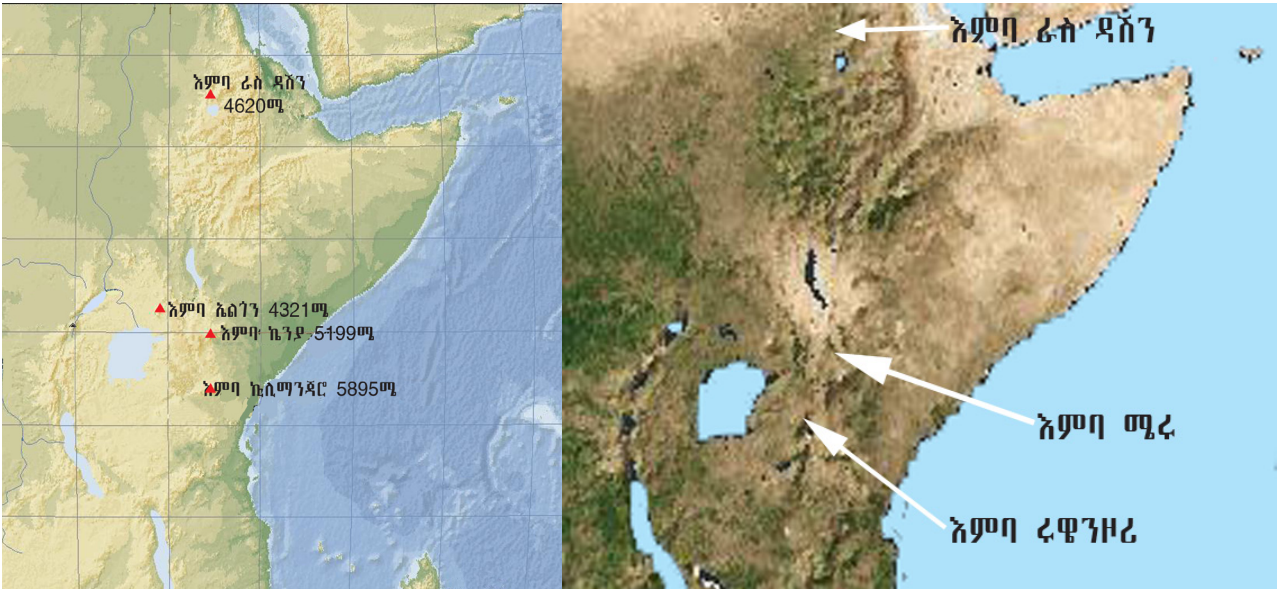 እምባ ራስ ዳሽን
4620ሜ
እምባ ኤልጎን 4321ሜ
እምባ ኬንያ 5199ሜ
እምባ ኪሊማንጃሮ 5895ሜ
እምባ ራስ ዳሽን
እምባ ሜሩ
እምባ ሩዌንዞሪ